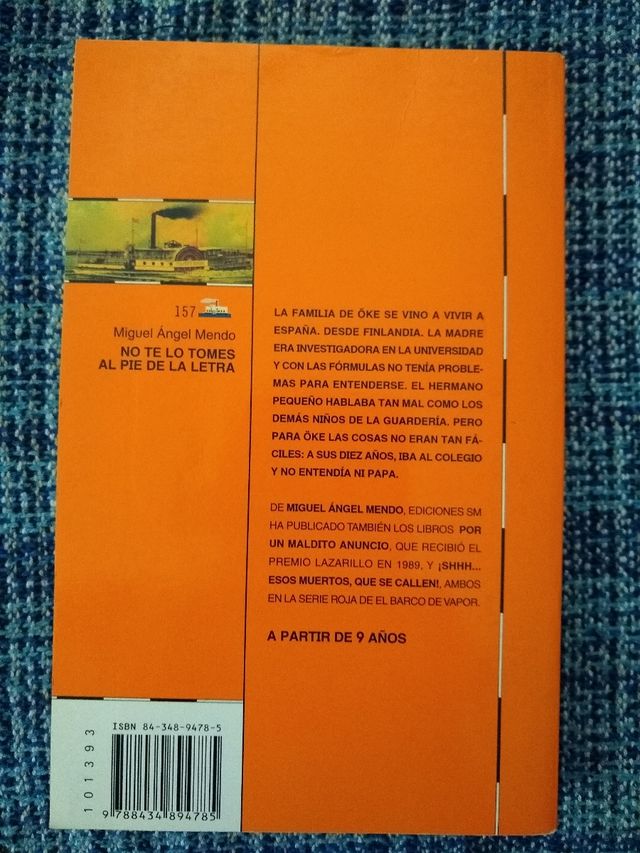 157
Miguel Ángel Mendo
NO TE LO TOMES
AL PIE DE LA LETRA
LA FAMILIA DE ÖKE SE VINO A VIVIR A
ESPAÑA. DESDE FINLANDIA. LA MADRE
ERA INVESTIGADORA EN LA UNIVERSIDAD
Y CON LAS FÓRMULAS NO TENÍA PROBLE-
MAS PARA ENTENDERSE. EL HERMANO
PEQUEÑO HABLABA TAN MAL COMO LOS
DEMÁS NIÑOS DE LA GUARDERÍA. PERO
PARA ÖKE LAS COSAS NO ERAN TAN FÁ-
CILES: A SUS DIEZ AÑOS, IBA AL COLEGIO
Y NO ENTENDÍA NI PAPA.
DE MIGUEL ÁNGEL MENDO, EDICIONES SM
HA PUBLICADO TAMBIÉN LOS LIBROS POR
UN MALDITO ANUNCIO, QUE RECIBIÓ EL
PREMIO LAZARILLO EN 1989, Y ¡SHHH...
ESOS MUERTOS, QUE SE CALLEN!, AMBOS
EN LA SERIE ROJA DE EL BARCO DE VAPOR.
A PARTIR DE 9 AÑOS
ISBN 84-348-9478-5
101393
9 788434 894785